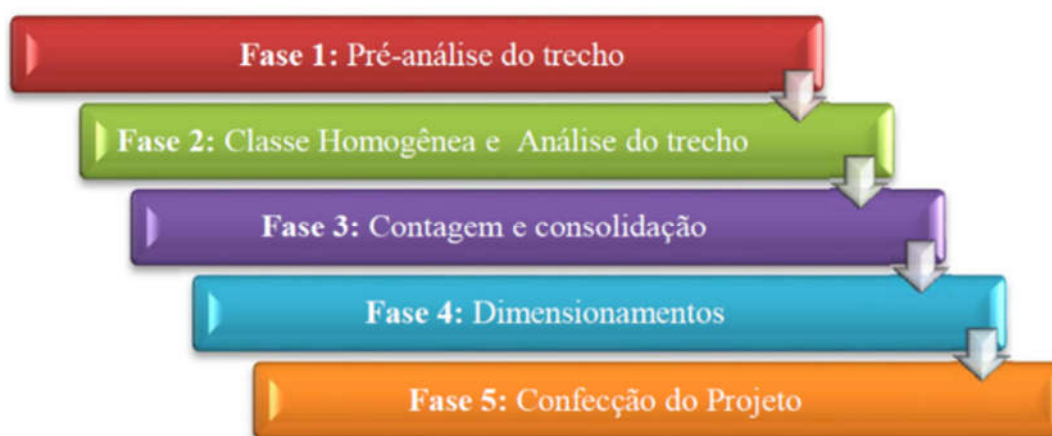 Fase 1: Pré-análise do trecho
Fase 2: Classe Homogênea e Análise do trecho
Fase 3: Contagem e consolidação
Fase 4: Dimensionamentos
Fase 5: Confecção do Projeto